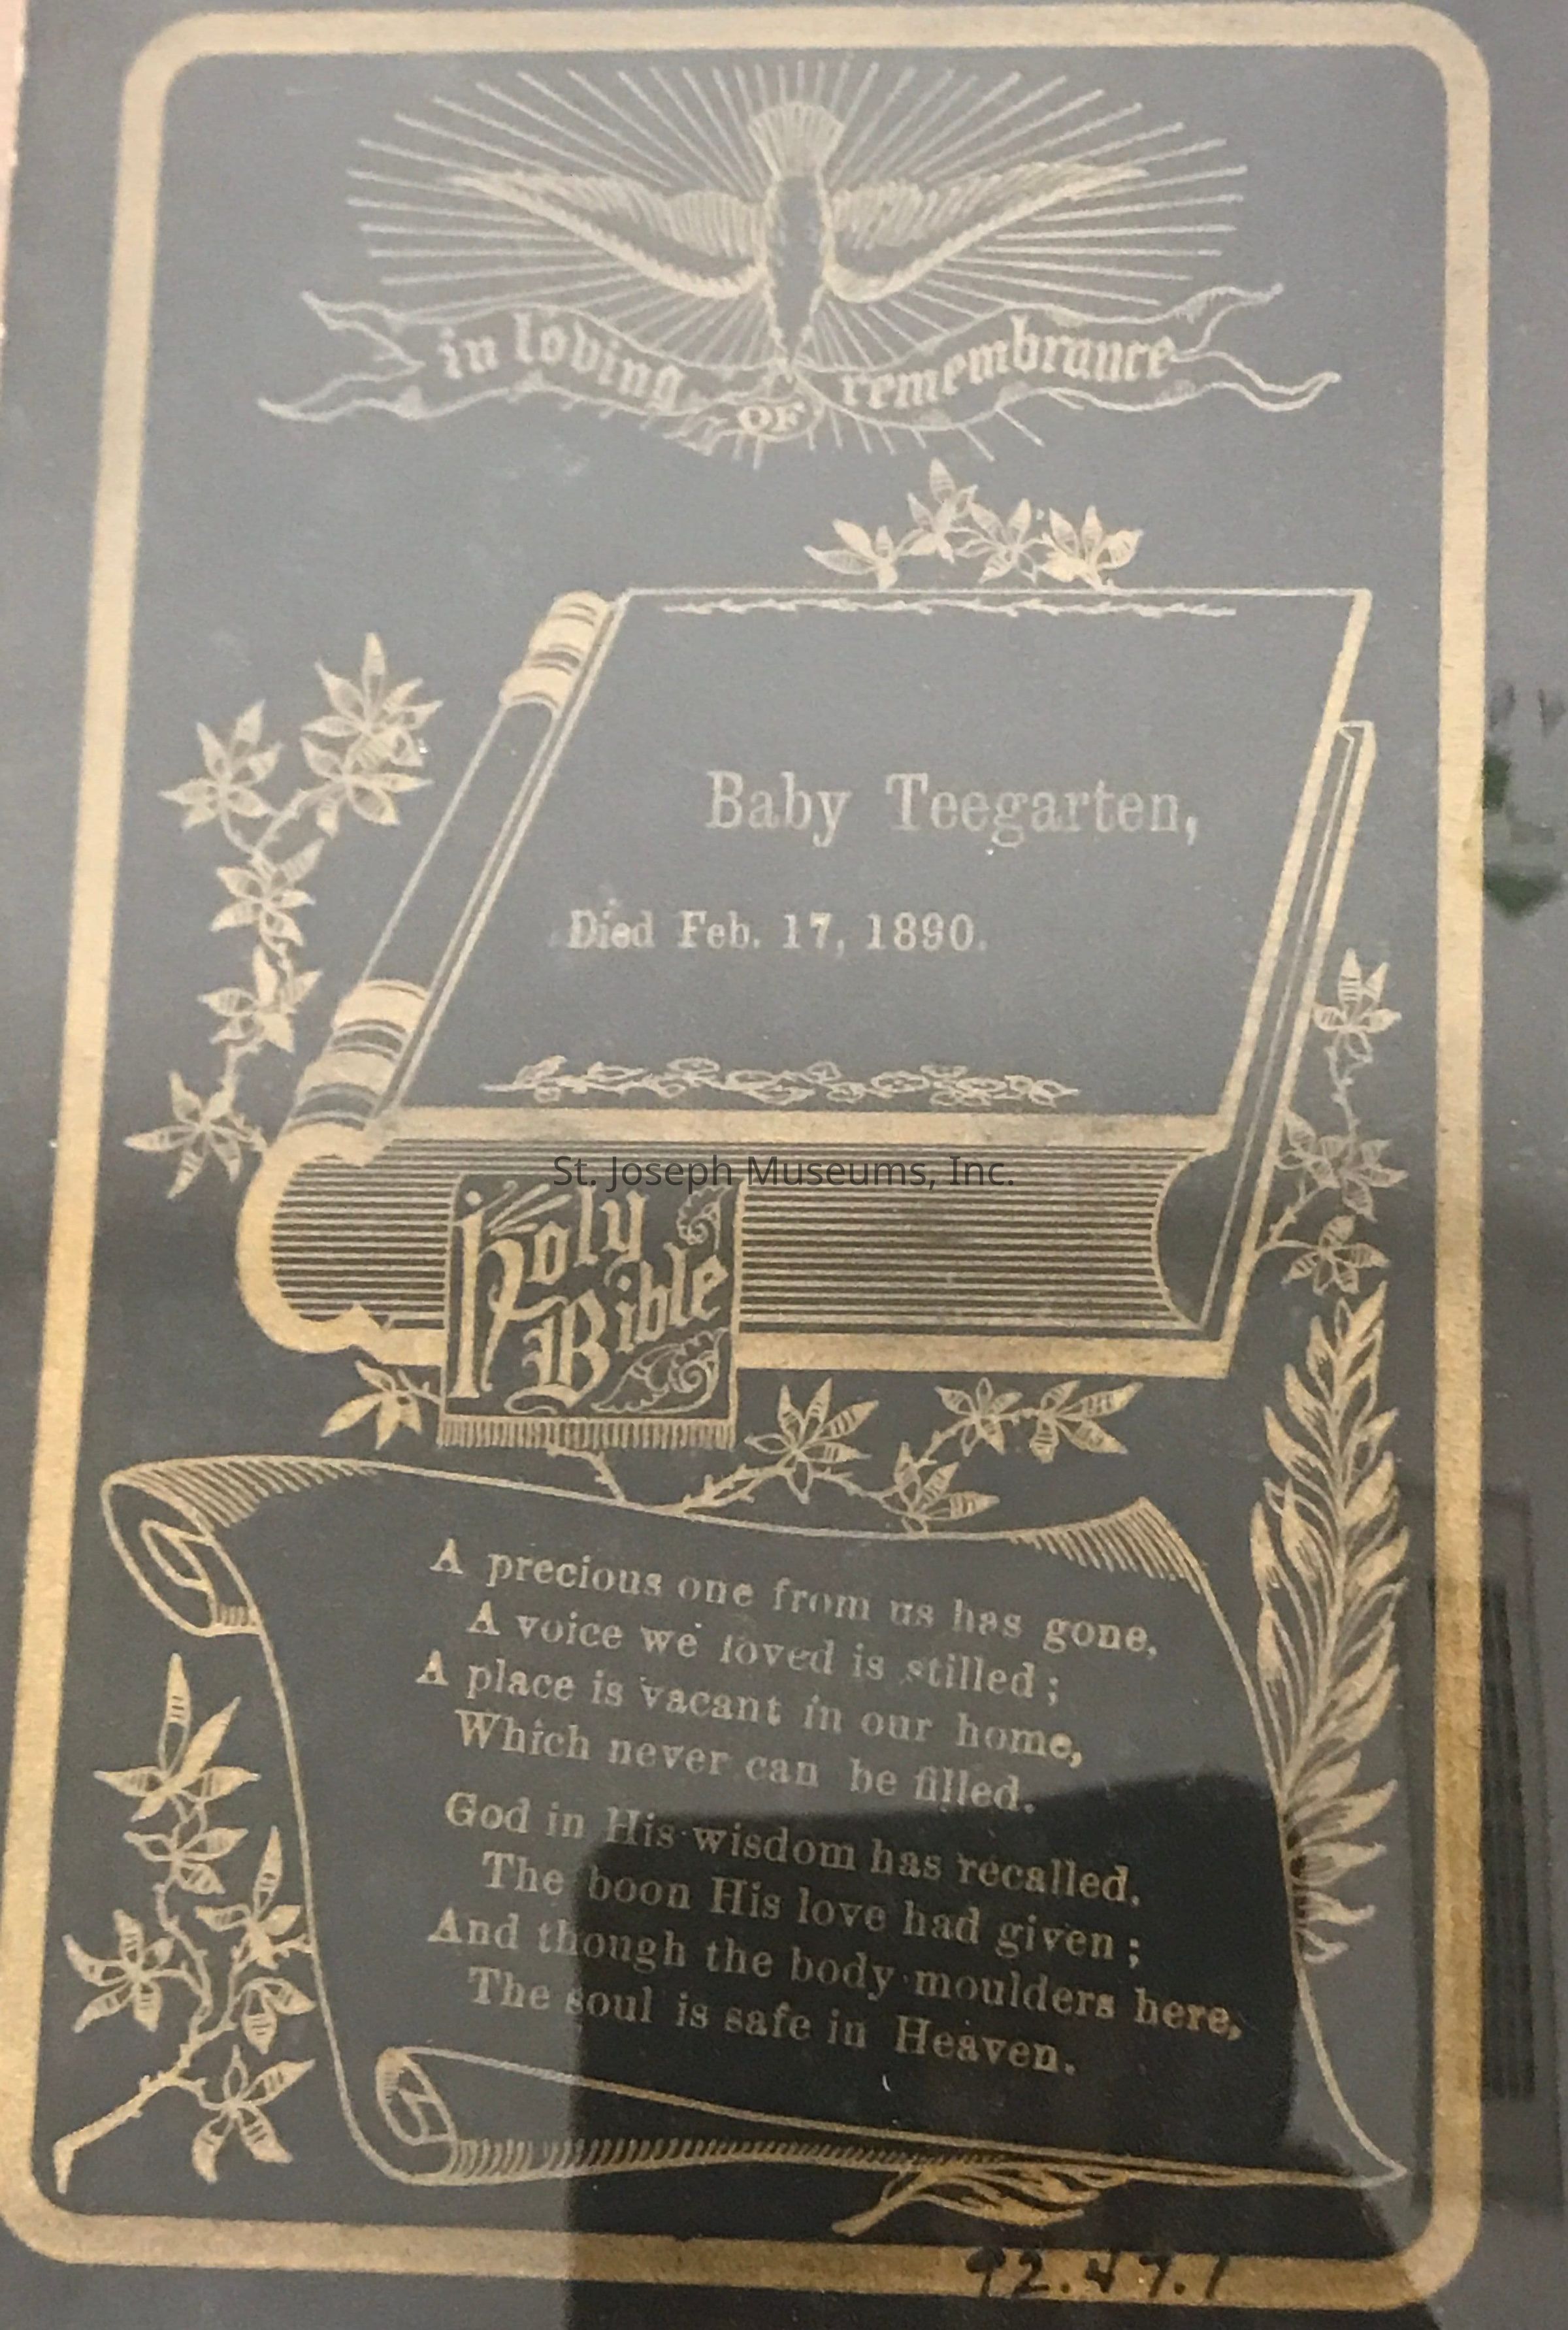 in loving OF remembrance
Baby Teegarten,
Died Feb. 17, 1890.
St. Joseph Museums, Inc.
Holy
Bible
A precious one from us has gone,
A voice we loved is stilled;
A place is vacant in our home,
Which never can be filled.
God in His wisdom has recalled,
The boon His love had given;
And though the body moulders here,
The soul is safe in Heaven.
92.47.1